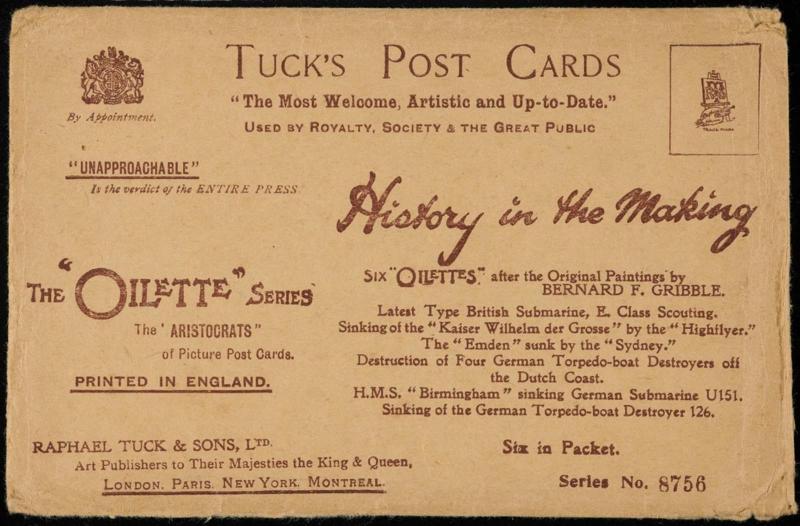 TUCK'S POST CARDS
"The Most Welcome, Artistic and Up-to-Date."
USED BY ROYALTY, SOCIETY & THE GREAT PUBLIC
By Appointment.
TRADE MARK
"UNAPPROACHABLE"
Is the verdict of the ENTIRE PRESS
History in the Making
THE "OILETTE" SERIES
The 'ARISTOCRATS"
of Picture Post Cards.
PRINTED IN ENGLAND.
SIX "OILETTES," after the Original Paintings by
BERNARD F. GRIBBLE.
Latest Type British Submarine, E. Class Scouting.
Sinking of the "Kaiser Wilhelm der Grosse" by the "Highflyer."
The "Emden" sunk by the "Sydney."
Destruction of Four German Torpedo-boat Destroyers off
the Dutch Coast.
H.M.S. "Birmingham" sinking German Submarine U151.
Sinking of the German Torpedo-boat Destroyer 126.
RAPHAEL TUCK & SONS, LTD.
Art Publishers to Their Majesties the King & Queen,
LONDON. PARIS. NEW YORK. MONTREAL.
Six in Packet.
Series No. 8756